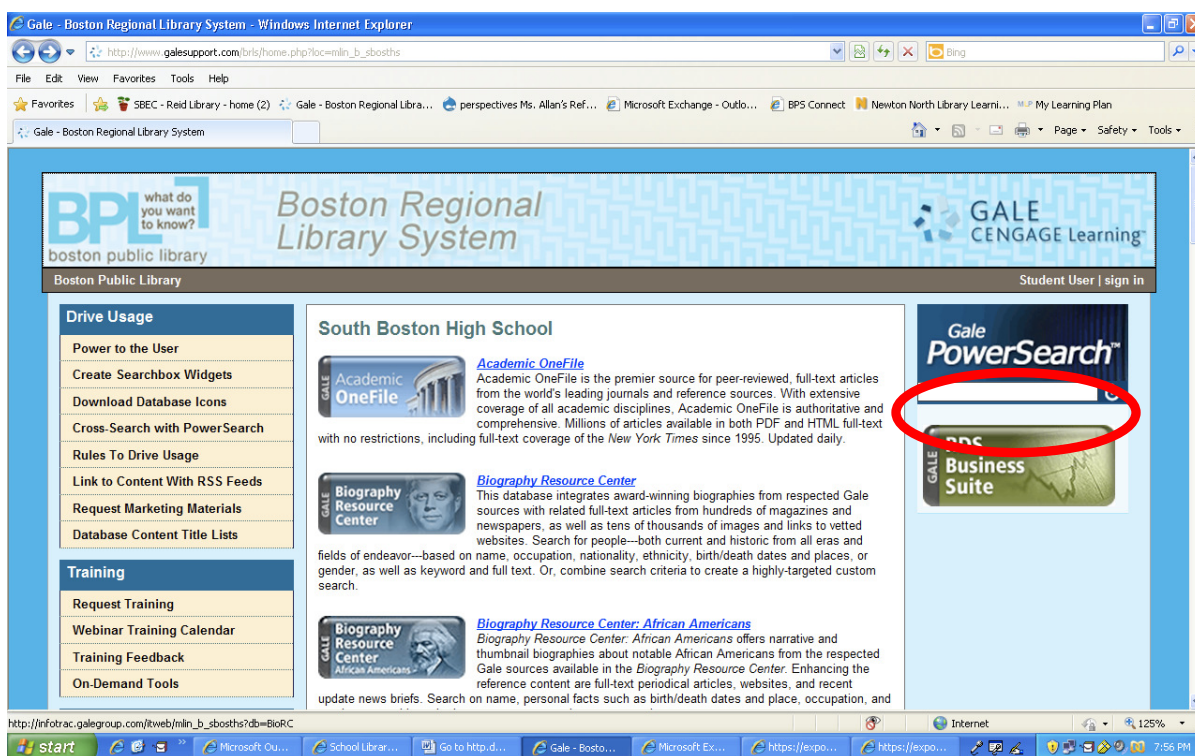 Gale - Boston Regional Library System - Windows Internet Explorer
http://www.galesupport.com/brls/home.php?loc=mlin_b_sbosths
Bing
File Edit View Favorites Tools Help
Favorites SBEC - Reid Library - home (2) Gale - Boston Regional Libra... perspectives Ms. Allan's Ref... Microsoft Exchange - Outlo... BPS Connect Newton North Library Learni... My Learning Plan
Gale - Boston Regional Library System
Page Safety Tools
BPL what do
you want
to know?
boston public library
Boston Regional
Library System
GALE
CENGAGE Learning
Boston Public Library
Student User | sign in
Drive Usage
Power to the User
Create Searchbox Widgets
Download Database Icons
Cross-Search with PowerSearch
Rules To Drive Usage
Link to Content With RSS Feeds
Request Marketing Materials
Database Content Title Lists
Training
Request Training
Webinar Training Calendar
Training Feedback
On-Demand Tools
South Boston High School
GALE
Academic
OneFile
Academic OneFile
Academic OneFile is the premier source for peer-reviewed, full-text articles
from the world's leading journals and reference sources. With extensive
coverage of all academic disciplines, Academic OneFile is authoritative and
comprehensive. Millions of articles available in both PDF and HTML full-text
with no restrictions, including full-text coverage of the New York Times since 1995. Updated daily.
GALE
Biography
Resource
Center
Biography Resource Center
This database integrates award-winning biographies from respected Gale
sources with related full-text articles from hundreds of magazines and
newspapers, as well as tens of thousands of images and links to vetted
websites. Search for people---both current and historic from all eras and
fields of endeavor---based on name, occupation, nationality, ethnicity, birth/death dates and places, or
gender, as well as keyword and full text. Or, combine search criteria to create a highly-targeted custom
search.
GALE
Biography
Resource
Center
African Americans
Biography Resource Center: African Americans
Biography Resource Center: African Americans offers narrative and
thumbnail biographies about notable African Americans from the respected
Gale sources available in the Biography Resource Center. Enhancing the
reference content are full-text periodical articles, websites, and recent
update news briefs. Search on name, personal facts such as birth/death dates and place, occupation, and
Gale
PowerSearch™
GALE
Business
Suite
http://infotrac.galegroup.com/itweb/mlin_b_sbosths?db=BioRC
Internet
125%
start
Microsoft Ou...
School Librar...
Go to http.d...
Gale - Bosto...
Microsoft Ex...
https://expo...
https://expo...
7:56 PM